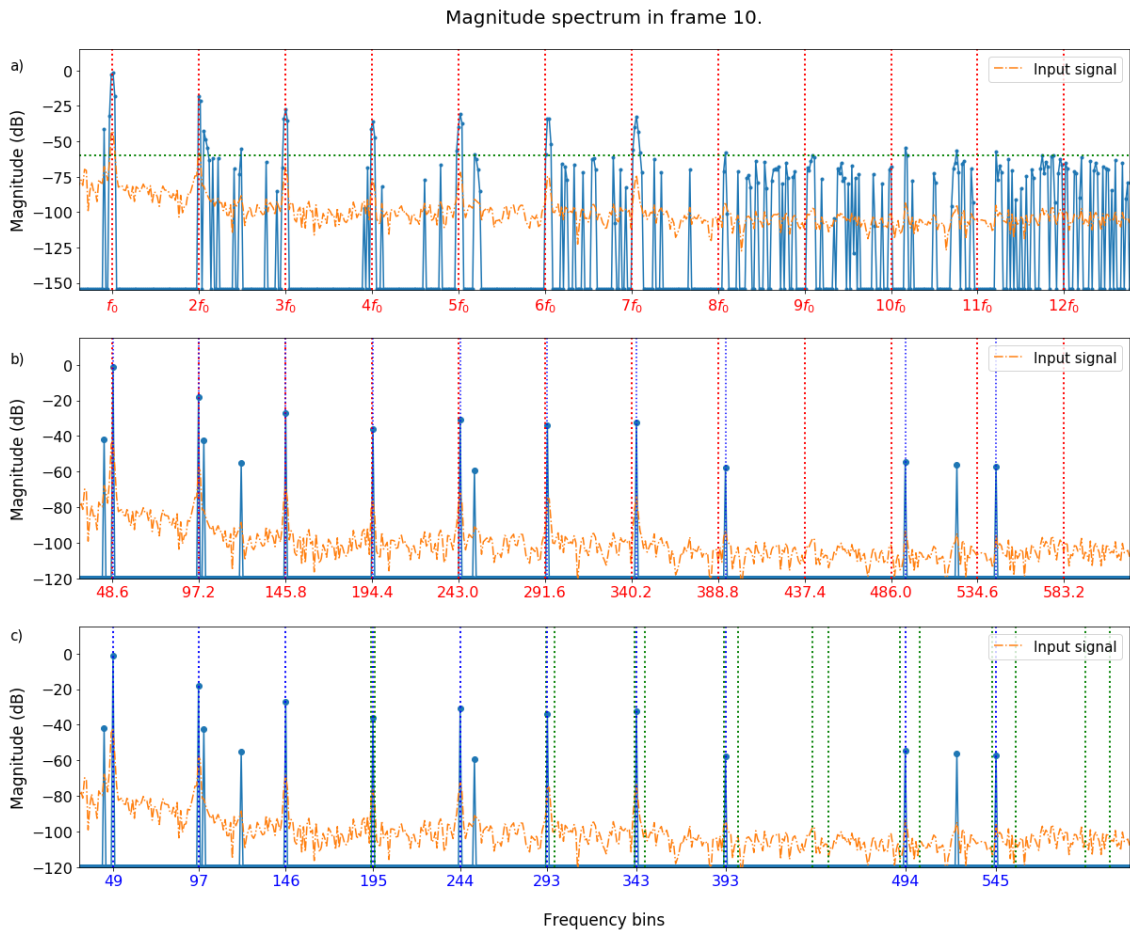 Magnitude spectrum in frame 10.
a)
Magnitude (dB)
0
−25
−50
−75
−100
−125
−150
Input signal
f₀ 2f₀ 3f₀ 4f₀ 5f₀ 6f₀ 7f₀ 8f₀ 9f₀ 10f₀ 11f₀ 12f₀
b)
Magnitude (dB)
0
−20
−40
−60
−80
−100
−120
Input signal
48.6 97.2 145.8 194.4 243.0 291.6 340.2 388.8 437.4 486.0 534.6 583.2
c)
Magnitude (dB)
0
−20
−40
−60
−80
−100
−120
Input signal
49 97 146 195 244 293 343 393 494 545
Frequency bins